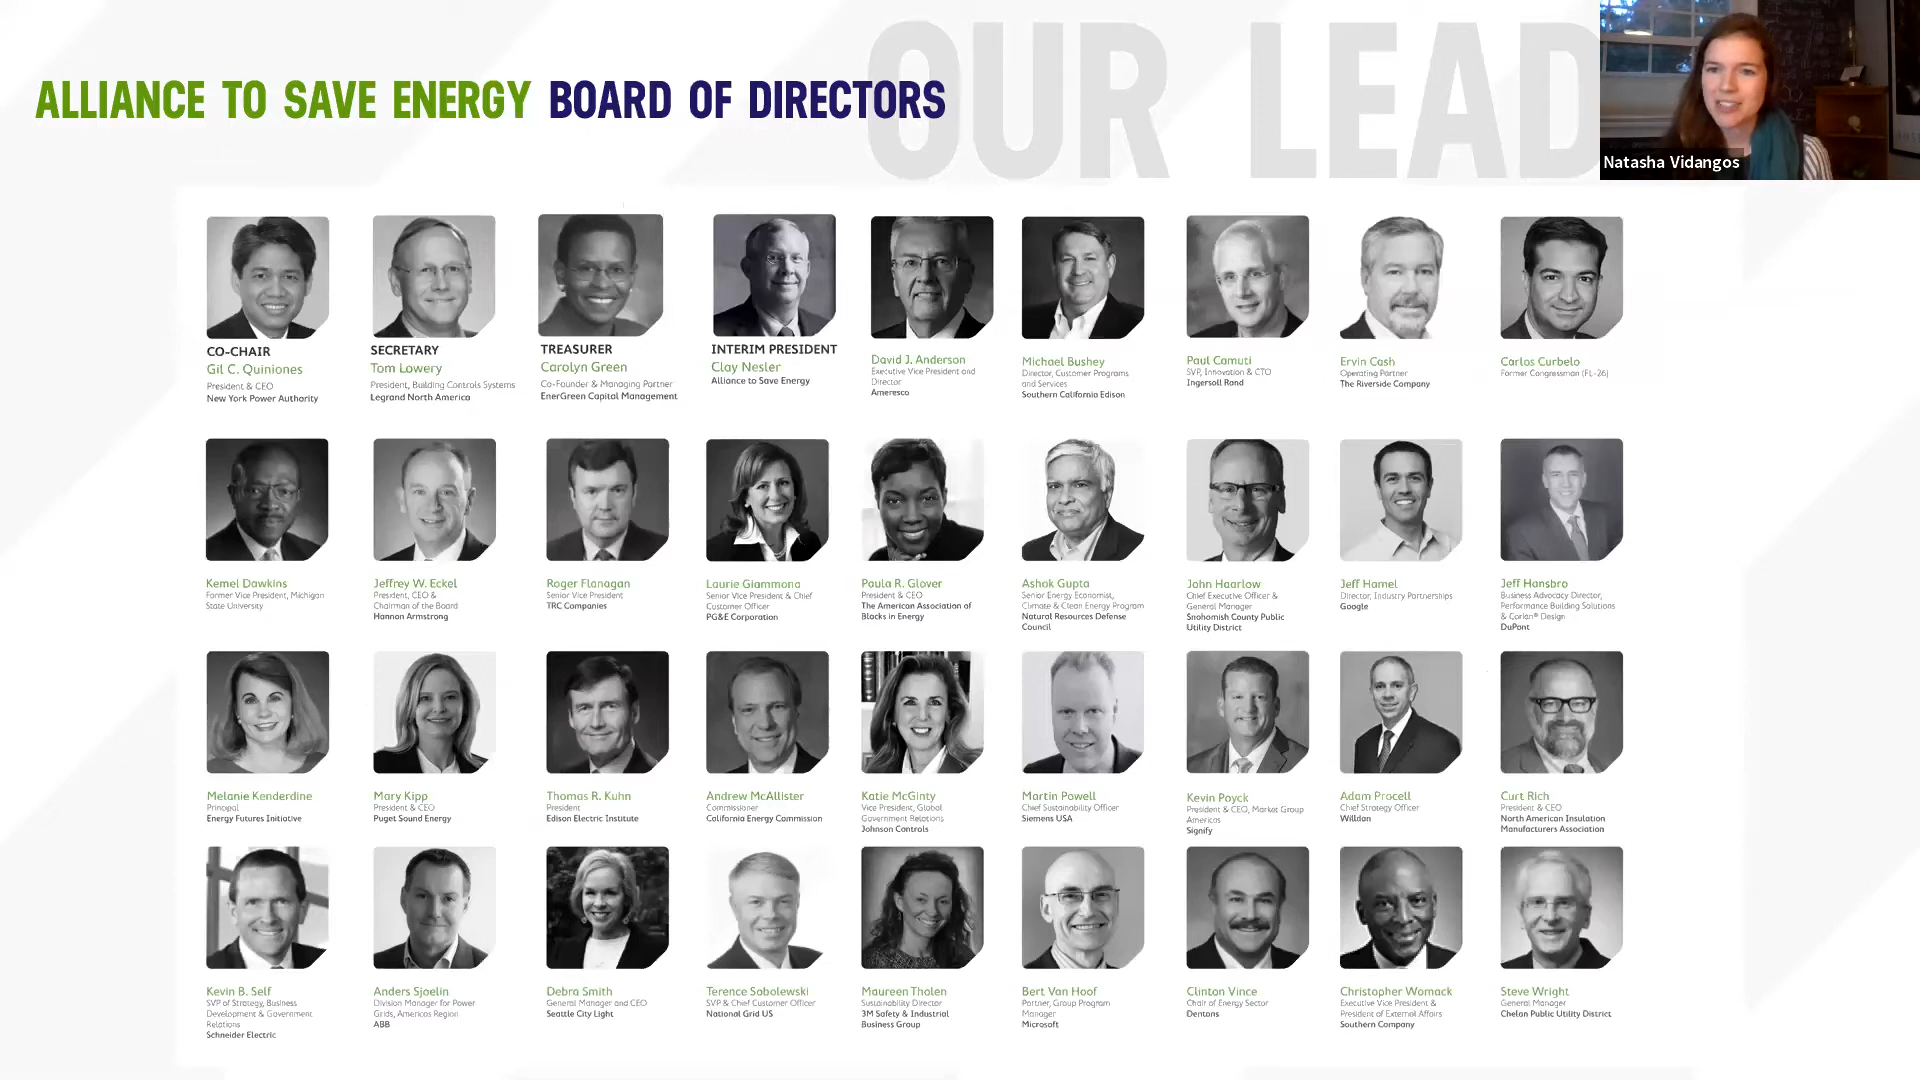 OUR LEAD
ALLIANCE TO SAVE ENERGY BOARD OF DIRECTORS
Natasha Vidangos
CO-CHAIR
Gil C. Quiniones
President & CEO
New York Power Authority
SECRETARY
Tom Lowery
President, Building Controls Systems
Legrand North America
TREASURER
Carolyn Green
Co-Founder & Managing Partner
EnerGreen Capital Management
INTERIM PRESIDENT
Clay Nesler
Alliance to Save Energy
David J. Anderson
Executive Vice President and
Director
Ameresco
Michael Bushey
Director, Customer Programs
and Services
Southern California Edison
Paul Camuti
SVP, Innovation & CTO
Ingersoll Rand
Ervin Cash
Operating Partner
The Riverside Company
Carlos Curbelo
Former Congressman (FL-26)
Kemel Dawkins
Former Vice President, Michigan
State University
Jeffrey W. Eckel
President, CEO &
Chairman of the Board
Hannon Armstrong
Roger Flanagan
Senior Vice President
TRC Companies
Laurie Giammona
Senior Vice President & Chief
Customer Officer
PG&E Corporation
Paula R. Glover
President & CEO
The American Association of
Blacks in Energy
Ashok Gupta
Senior Energy Economist,
Climate & Clean Energy Program
Natural Resources Defense
Council
John Haarlow
Chief Executive Officer &
General Manager
Snohomish County Public
Utility District
Jeff Hamel
Director, Industry Partnerships
Google
Jeff Hansbro
Business Advocacy Director,
Performance Building Solutions
& Corian® Design
DuPont
Melanie Kenderdine
Principal
Energy Futures Initiative
Mary Kipp
President & CEO
Puget Sound Energy
Thomas R. Kuhn
President
Edison Electric Institute
Andrew McAllister
Commissioner
California Energy Commission
Katie McGinty
Vice President, Global
Government Relations
Johnson Controls
Martin Powell
Chief Sustainability Officer
Siemens USA
Kevin Poyck
President & CEO, Market Group
Americas
Signify
Adam Procell
Chief Strategy Officer
Willdan
Curt Rich
President & CEO
North American Insulation
Manufacturers Association
Kevin B. Self
SVP of Strategy, Business
Development & Government
Relations
Schneider Electric
Anders Sjoelin
Division Manager for Power
Grids, Americas Region
ABB
Debra Smith
General Manager and CEO
Seattle City Light
Terence Sobolewski
SVP & Chief Customer Officer
National Grid US
Maureen Tholen
Sustainability Director
3M Safety & Industrial
Business Group
Bert Van Hoof
Partner, Group Program
Manager
Microsoft
Clinton Vince
Chair of Energy Sector
Dentons
Christopher Womack
Executive Vice President &
President of External Affairs
Southern Company
Steve Wright
General Manager
Chelan Public Utility District